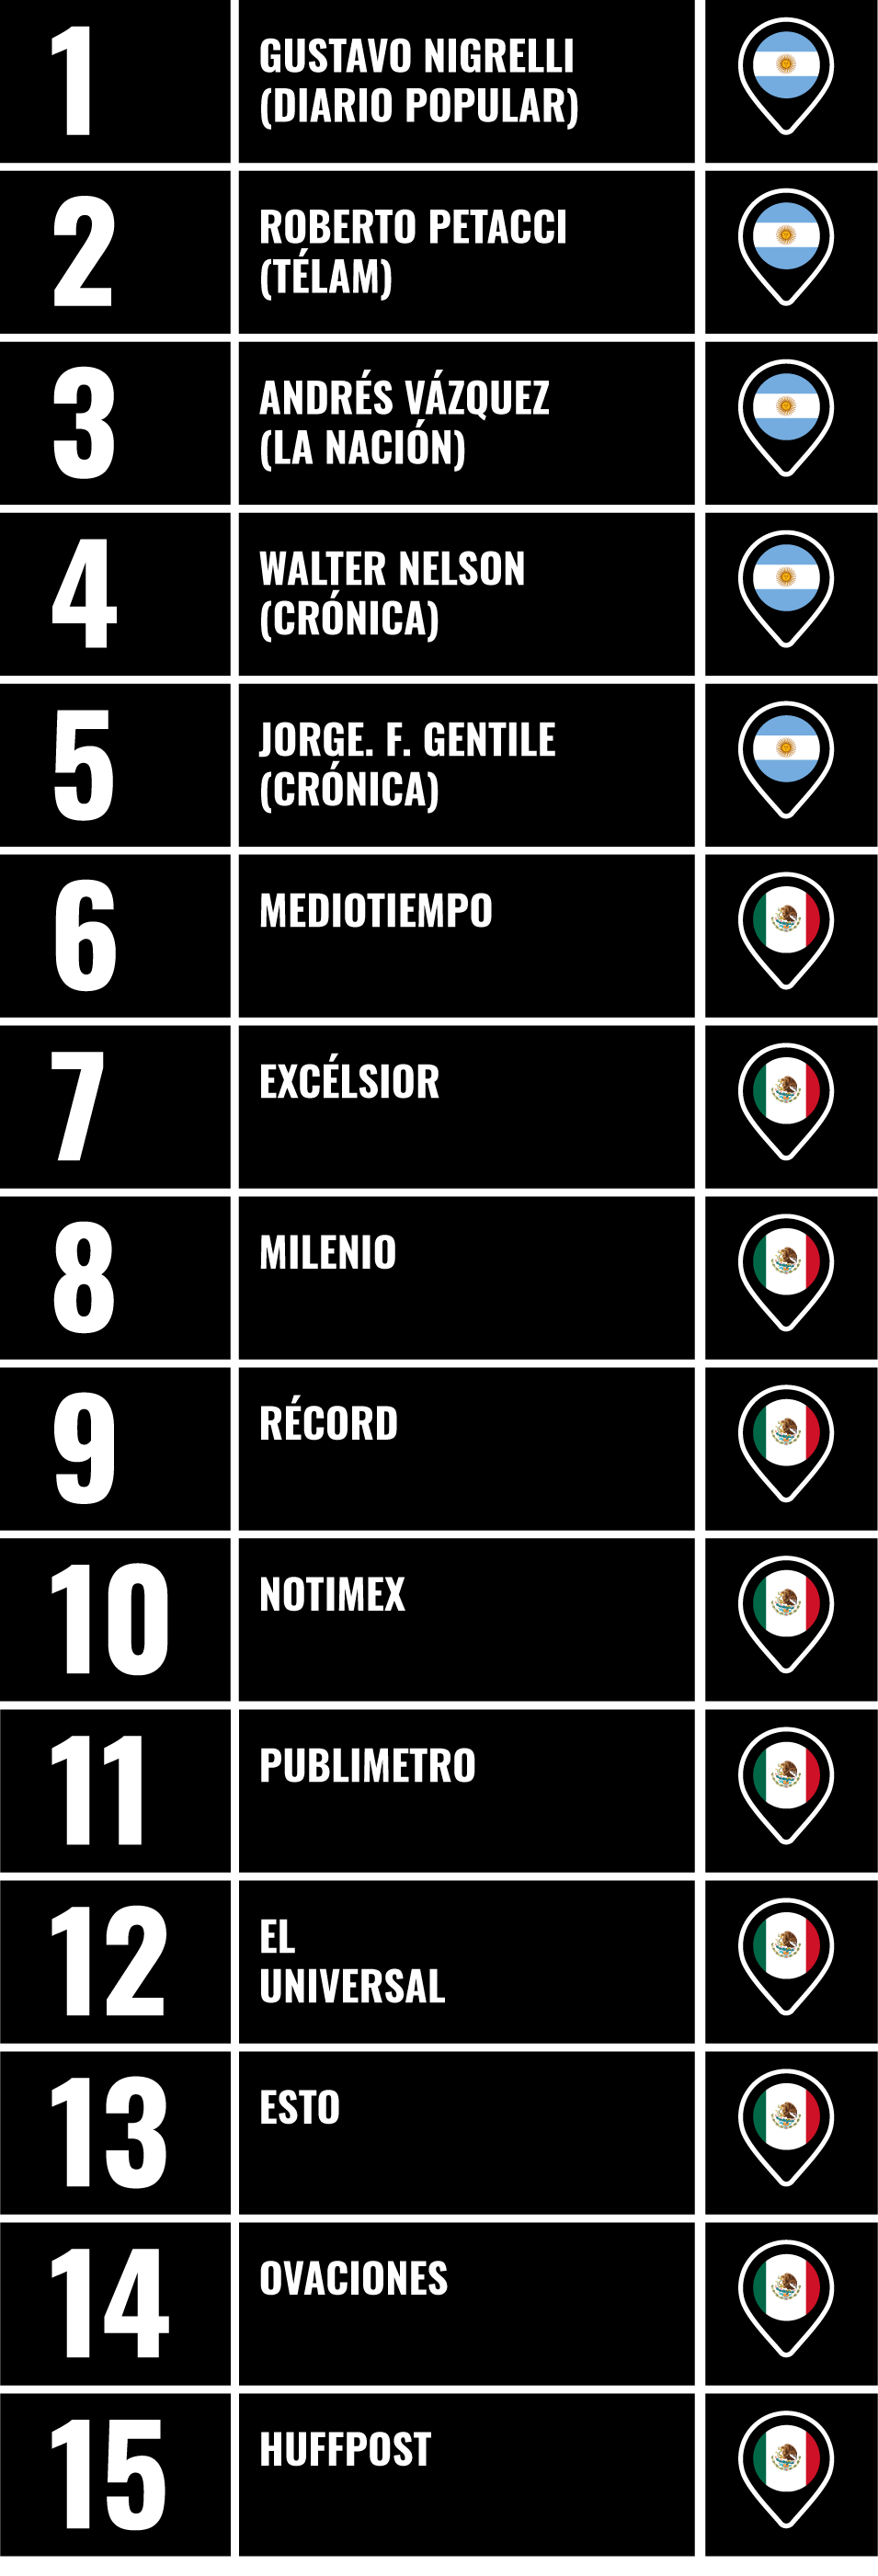 1
GUSTAVO NIGRELLI
(DIARIO POPULAR)
2
ROBERTO PETACCI
(TÉLAM)
3
ANDRÉS VÁZQUEZ
(LA NACIÓN)
4
WALTER NELSON
(CRÓNICA)
5
JORGE. F. GENTILE
(CRÓNICA)
6
MEDIOTIEMPO
7
EXCÉLSIOR
8
MILENIO
9
RÉCORD
10
NOTIMEX
11
PUBLIMETRO
12
EL
UNIVERSAL
13
ESTO
14
OVACIONES
15
HUFFPOST